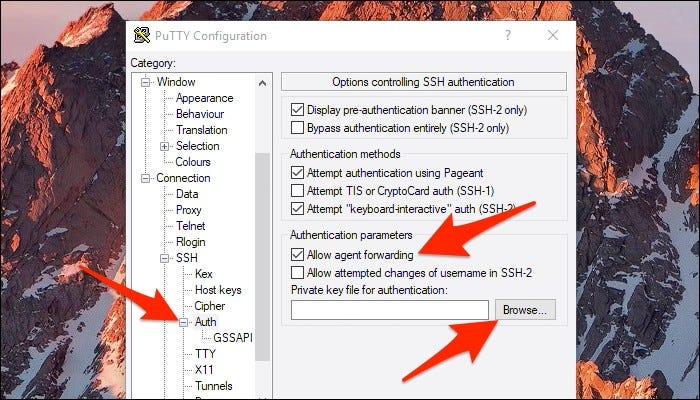 PuTTY Configuration
?
Category:
Window
Appearance
Behaviour
Translation
Selection
Colours
Connection
Data
Proxy
Telnet
Rlogin
SSH
Kex
Host keys
Cipher
Auth
GSSAPI
TTY
X11
Tunnels
Options controlling SSH authentication
Display pre-authentication banner (SSH-2 only)
Bypass authentication entirely (SSH-2 only)
Authentication methods
Attempt authentication using Pageant
Attempt TIS or CryptoCard auth (SSH-1)
Attempt "keyboard-interactive" auth (SSH-2)
Authentication parameters
Allow agent forwarding
Allow attempted changes of username in SSH-2
Private key file for authentication:
Browse...